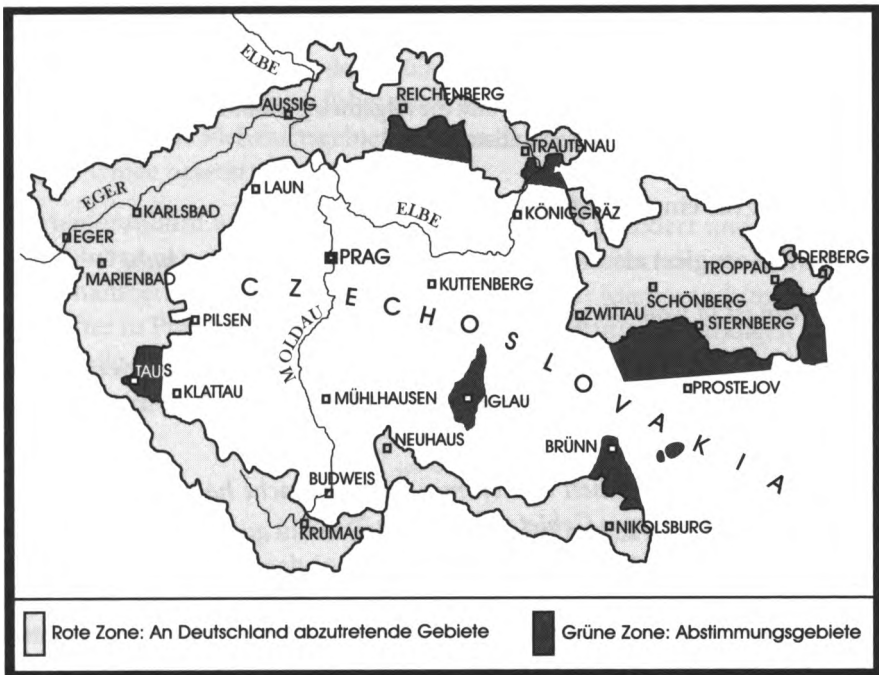 ELBE
REICHENBERG
AUSSIG
TRAUTENAU
EGER
LAUN
KARLSBAD
ELBE
KÖNIGGRÄZ
EGER
PRAG
MARIENBAD
ODERBERG
TROPPAU
KUTTENBERG
SCHÖNBERG
CZECHOSLOVAKIA
PILSEN
ZWITTAU
STERNBERG
MOLDAU
TAUS
KLATTAU
MÜHLHAUSEN
IGLAU
PROSTEJOV
NEUHAUS
BRÜNN
BUDWEIS
KRUMAU
NIKOLSBURG
Rote Zone: An Deutschland abzutretende Gebiete
Grüne Zone: Abstimmungsgebiete